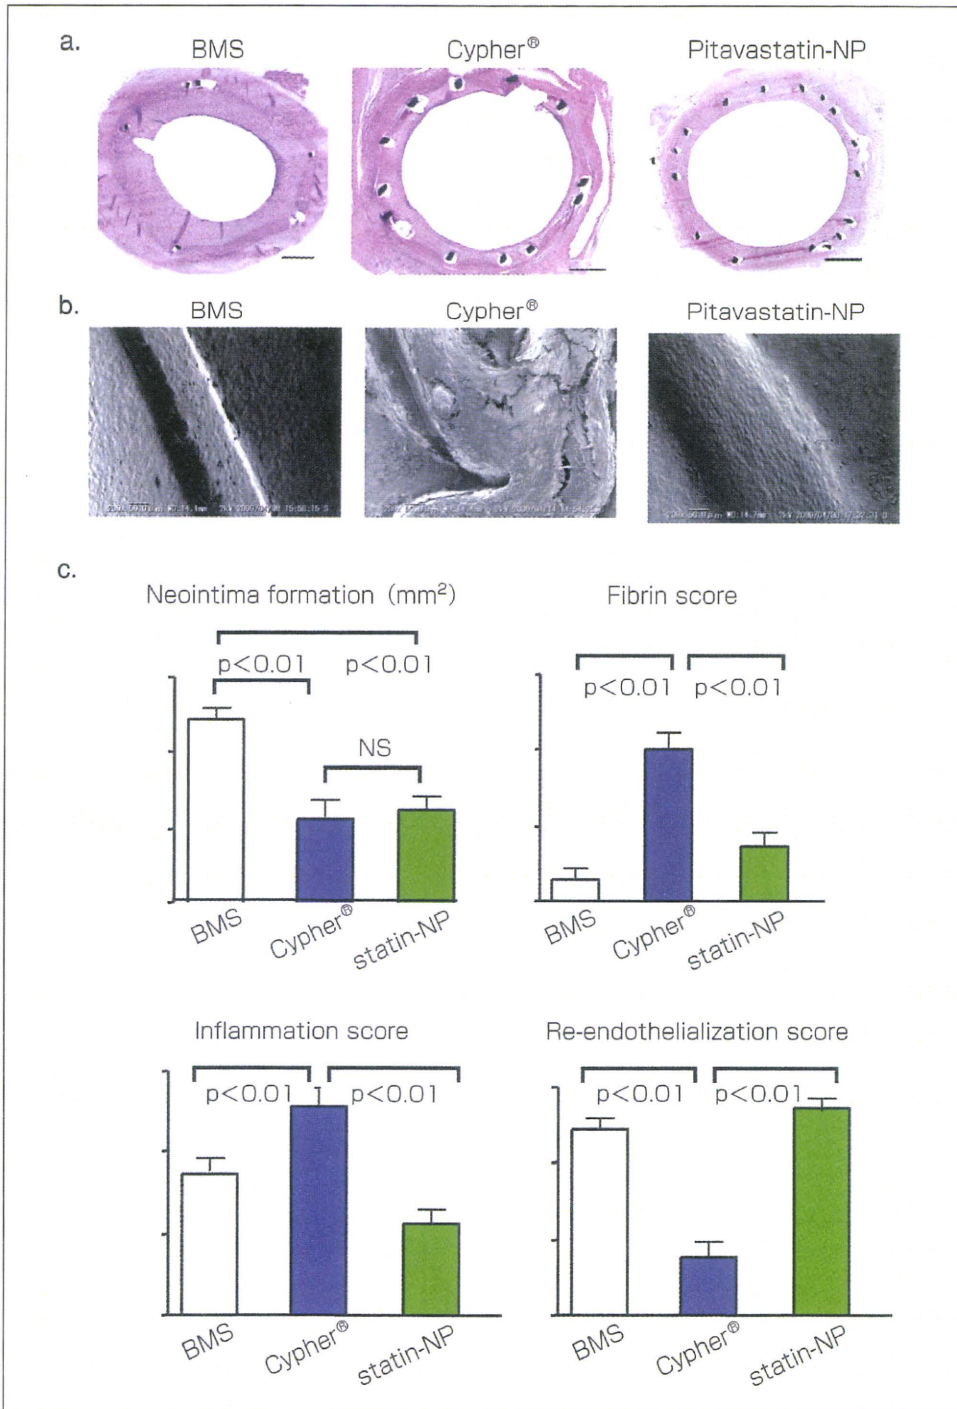 a.
BMS
Cypher®
Pitavastatin-NP
b.
BMS
Cypher®
Pitavastatin-NP
c.
Neointima formation (mm²)
p<0.01 p<0.01
NS
BMS
Cypher®
statin-NP
Fibrin score
p<0.01 p<0.01
BMS
Cypher®
statin-NP
Inflammation score
p<0.01 p<0.01
BMS
Cypher®
statin-NP
Re-endothelialization score
p<0.01 p<0.01
BMS
Cypher®
statin-NP